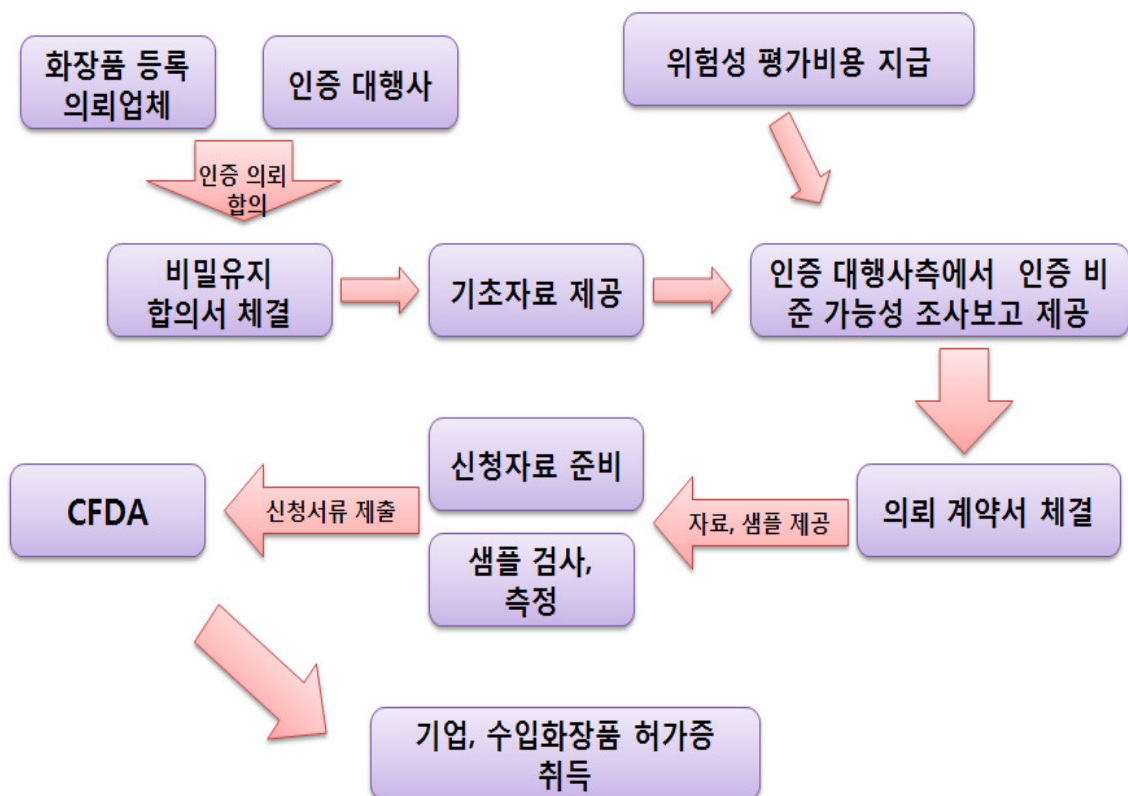 화장품 등록
의뢰업체
인증 대행사
위험성 평가비용 지급
인증 의뢰
합의
비밀유지
합의서 체결
기초자료 제공
인증 대행사측에서 인증 비
준 가능성 조사보고 제공
CFDA
신청서류 제출
신청자료 준비
샘플 검사,
측정
자료, 샘플 제공
의뢰 계약서 체결
기업, 수입화장품 허가증
취득